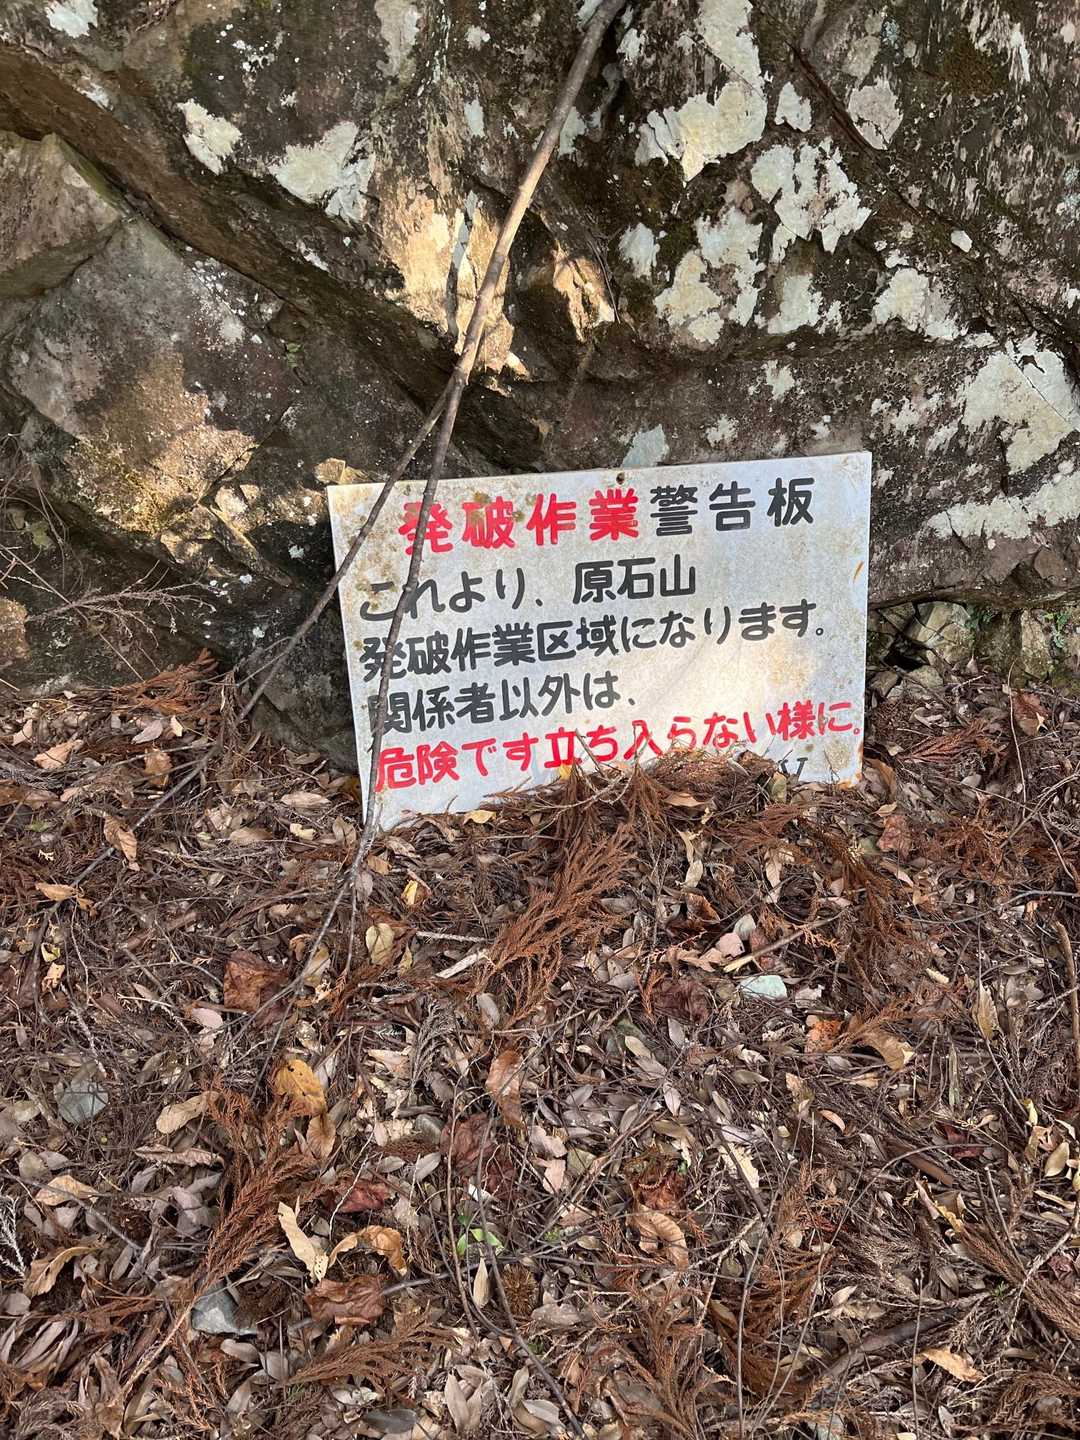 発破作業警告板
これより、原石山
発破作業区域になります。
関係者以外は、
危険です立ち入らない様に。